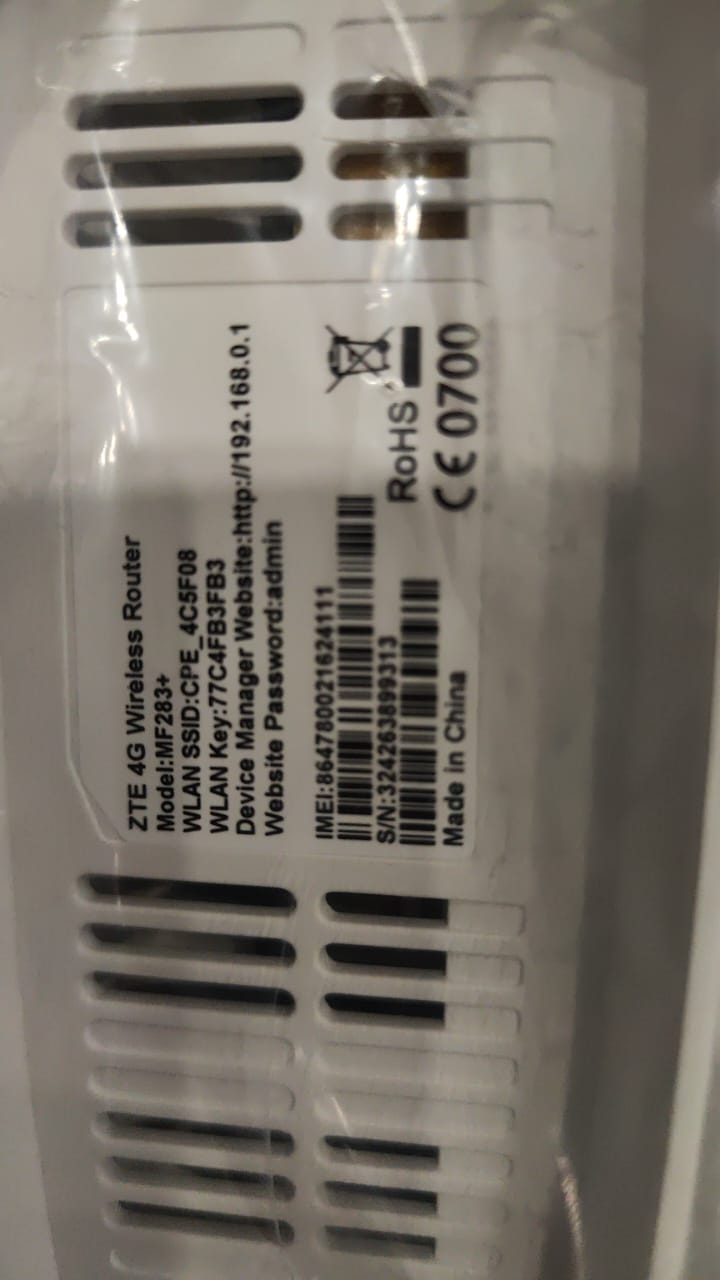 ZTE 4G Wireless Router
Model:MF283+
WLAN SSID:CPE_4C5F08
WLAN Key:77C4FB3FB3
Device Manager Website:http://192.168.0.1
Website Password:admin
IMEI:864780021624111
S/N:324263899313
Made in China
RoHS
CE 0700